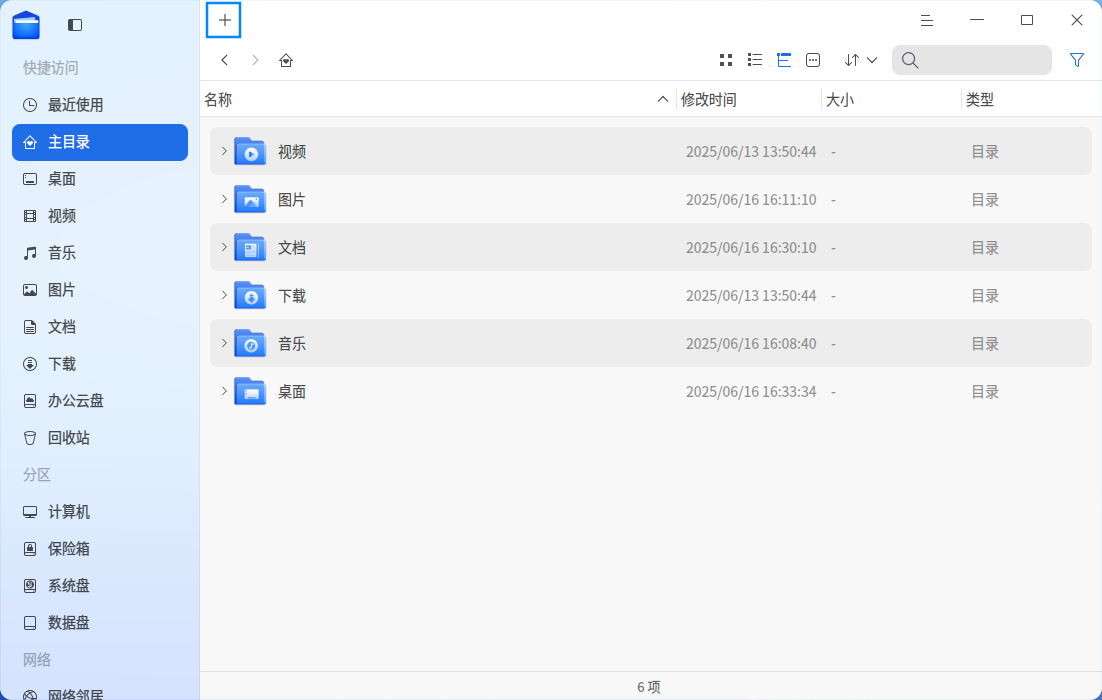 快捷访问
最近使用
主目录
桌面
视频
音乐
图片
文档
下载
办公云盘
回收站
分区
计算机
保险箱
系统盘
数据盘
网络
网络邻居
名称 修改时间 大小 类型
视频 2025/06/13 13:50:44 - 目录
图片 2025/06/16 16:11:10 - 目录
文档 2025/06/16 16:30:10 - 目录
下载 2025/06/13 13:50:44 - 目录
音乐 2025/06/16 16:08:40 - 目录
桌面 2025/06/16 16:33:34 - 目录
6 项